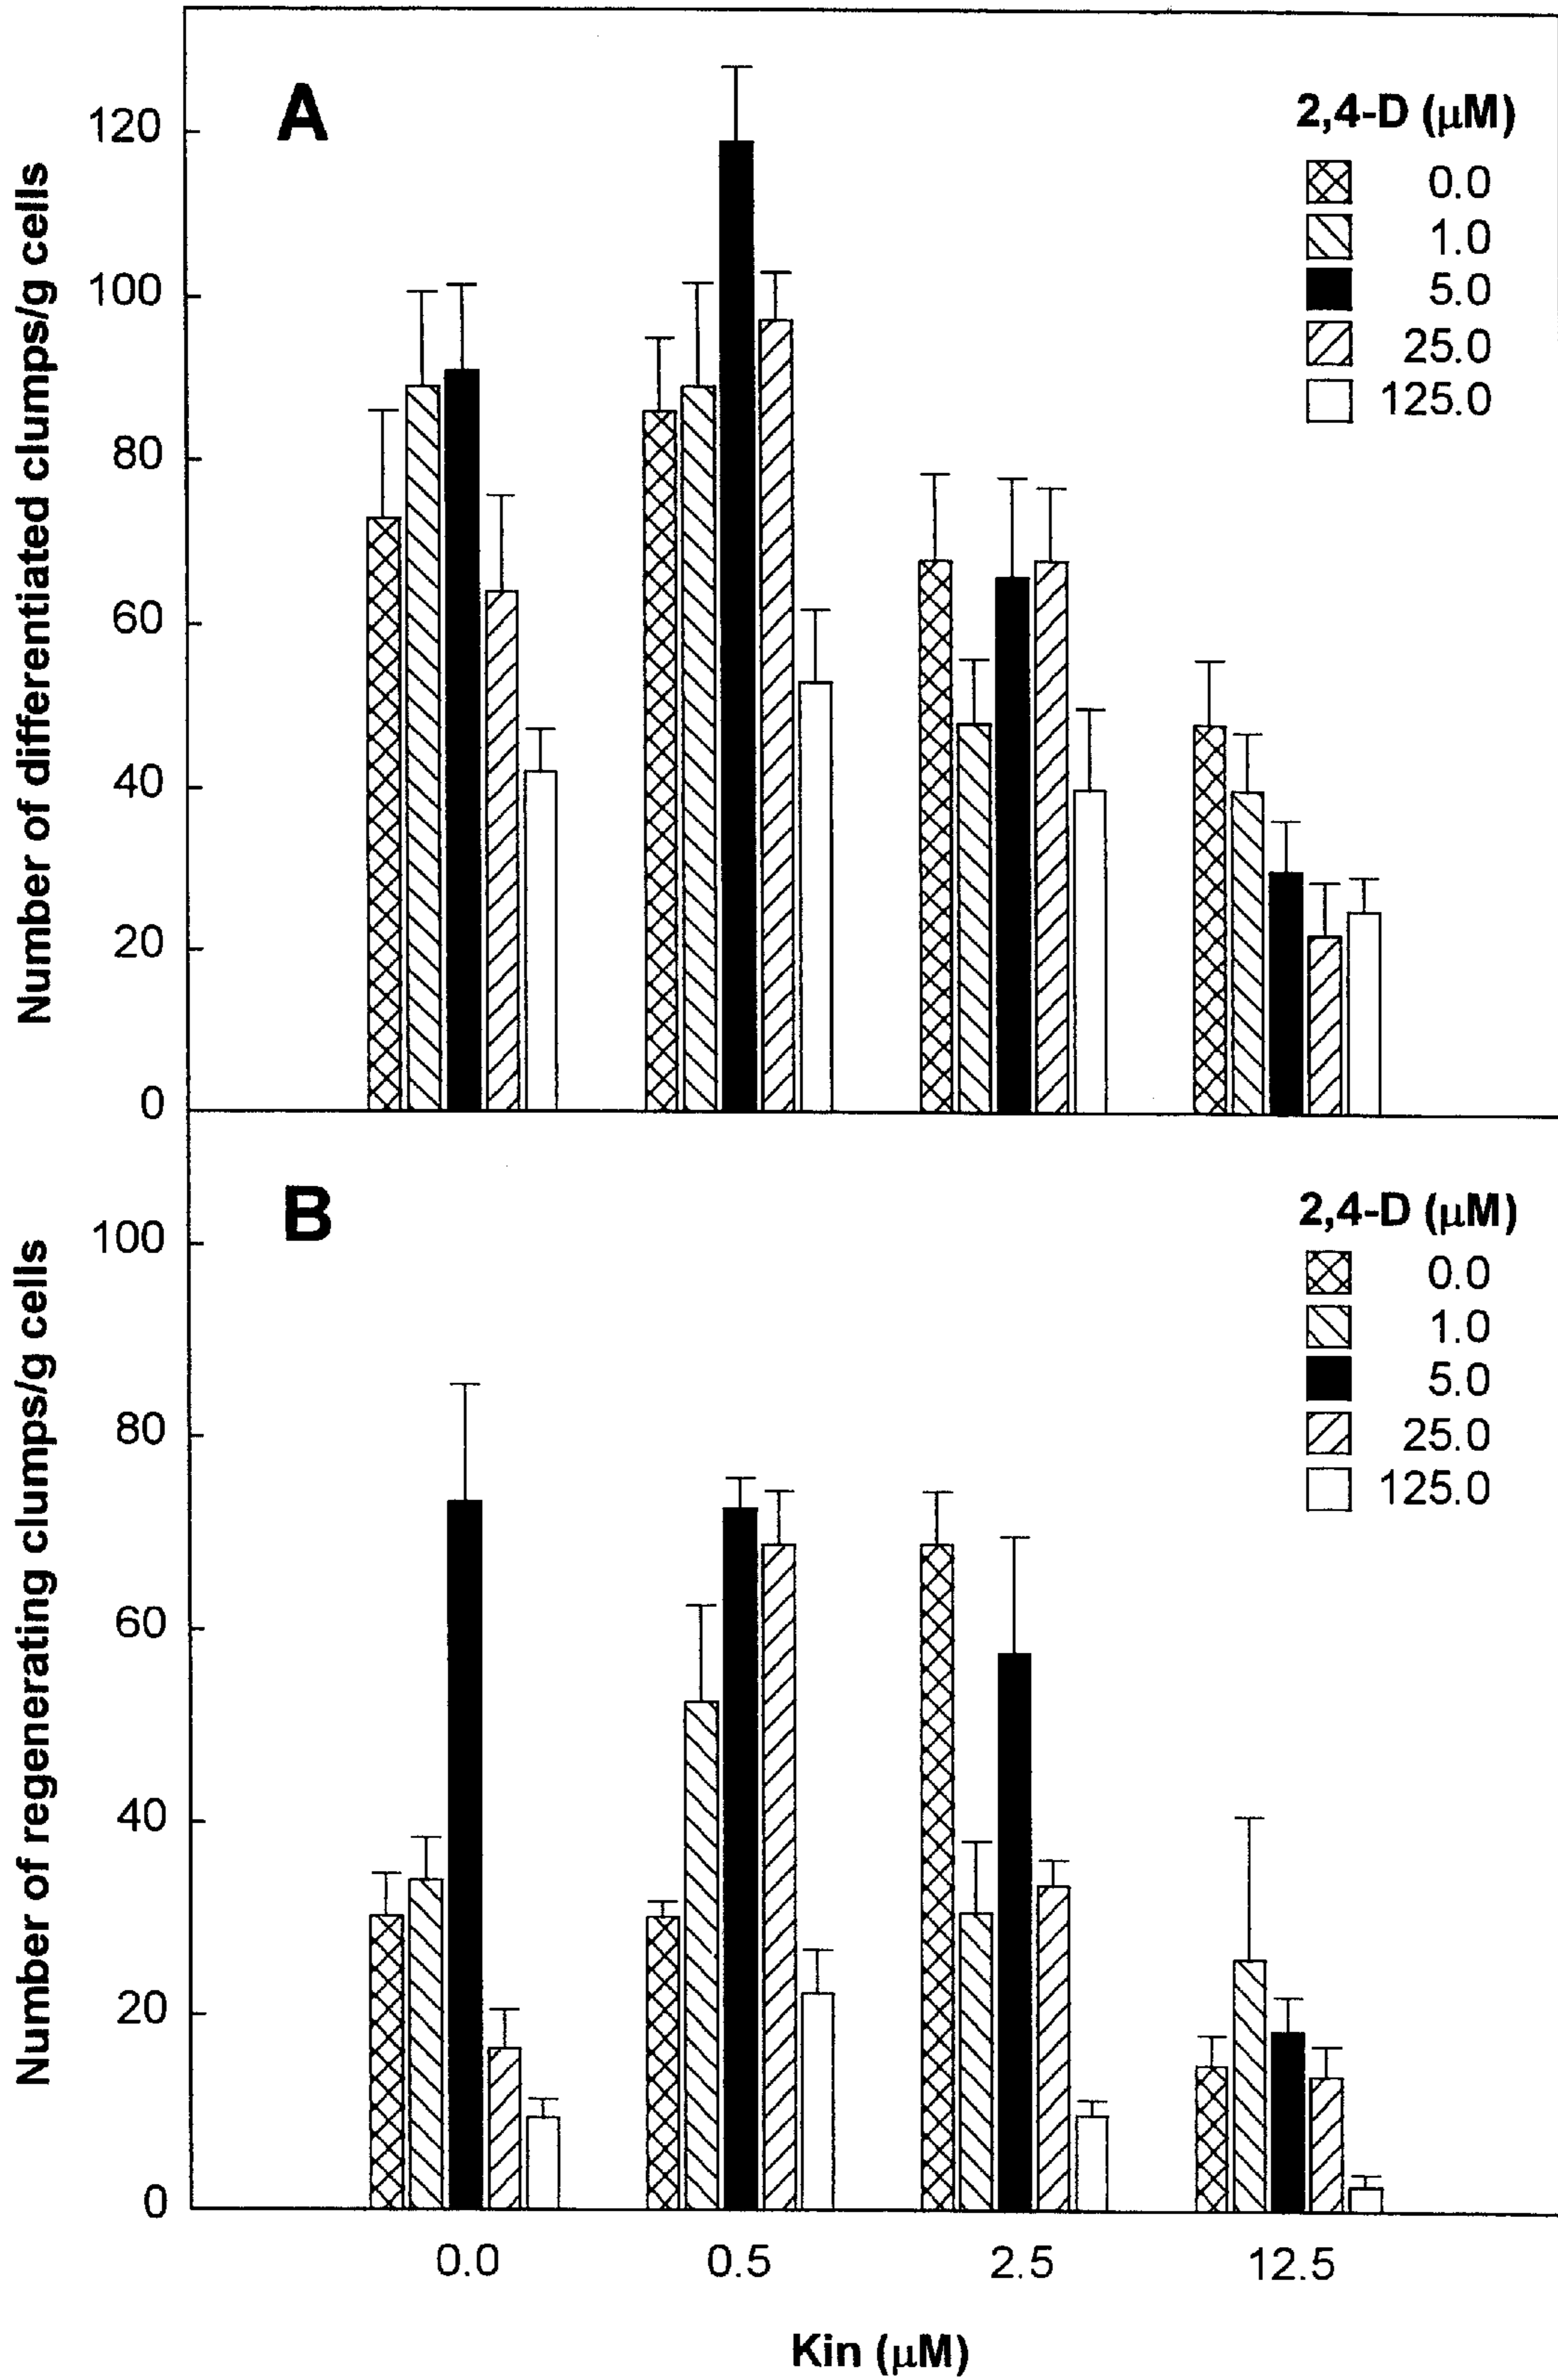 A
Number of differentiated clumps/g cells
120
100
80
60
40
20
0
2,4-D (μM)
0.0
1.0
5.0
25.0
125.0
B
Number of regenerating clumps/g cells
100
80
60
40
20
0
2,4-D (μM)
0.0
1.0
5.0
25.0
125.0
0.0 0.5 2.5 12.5
Kin (μM)